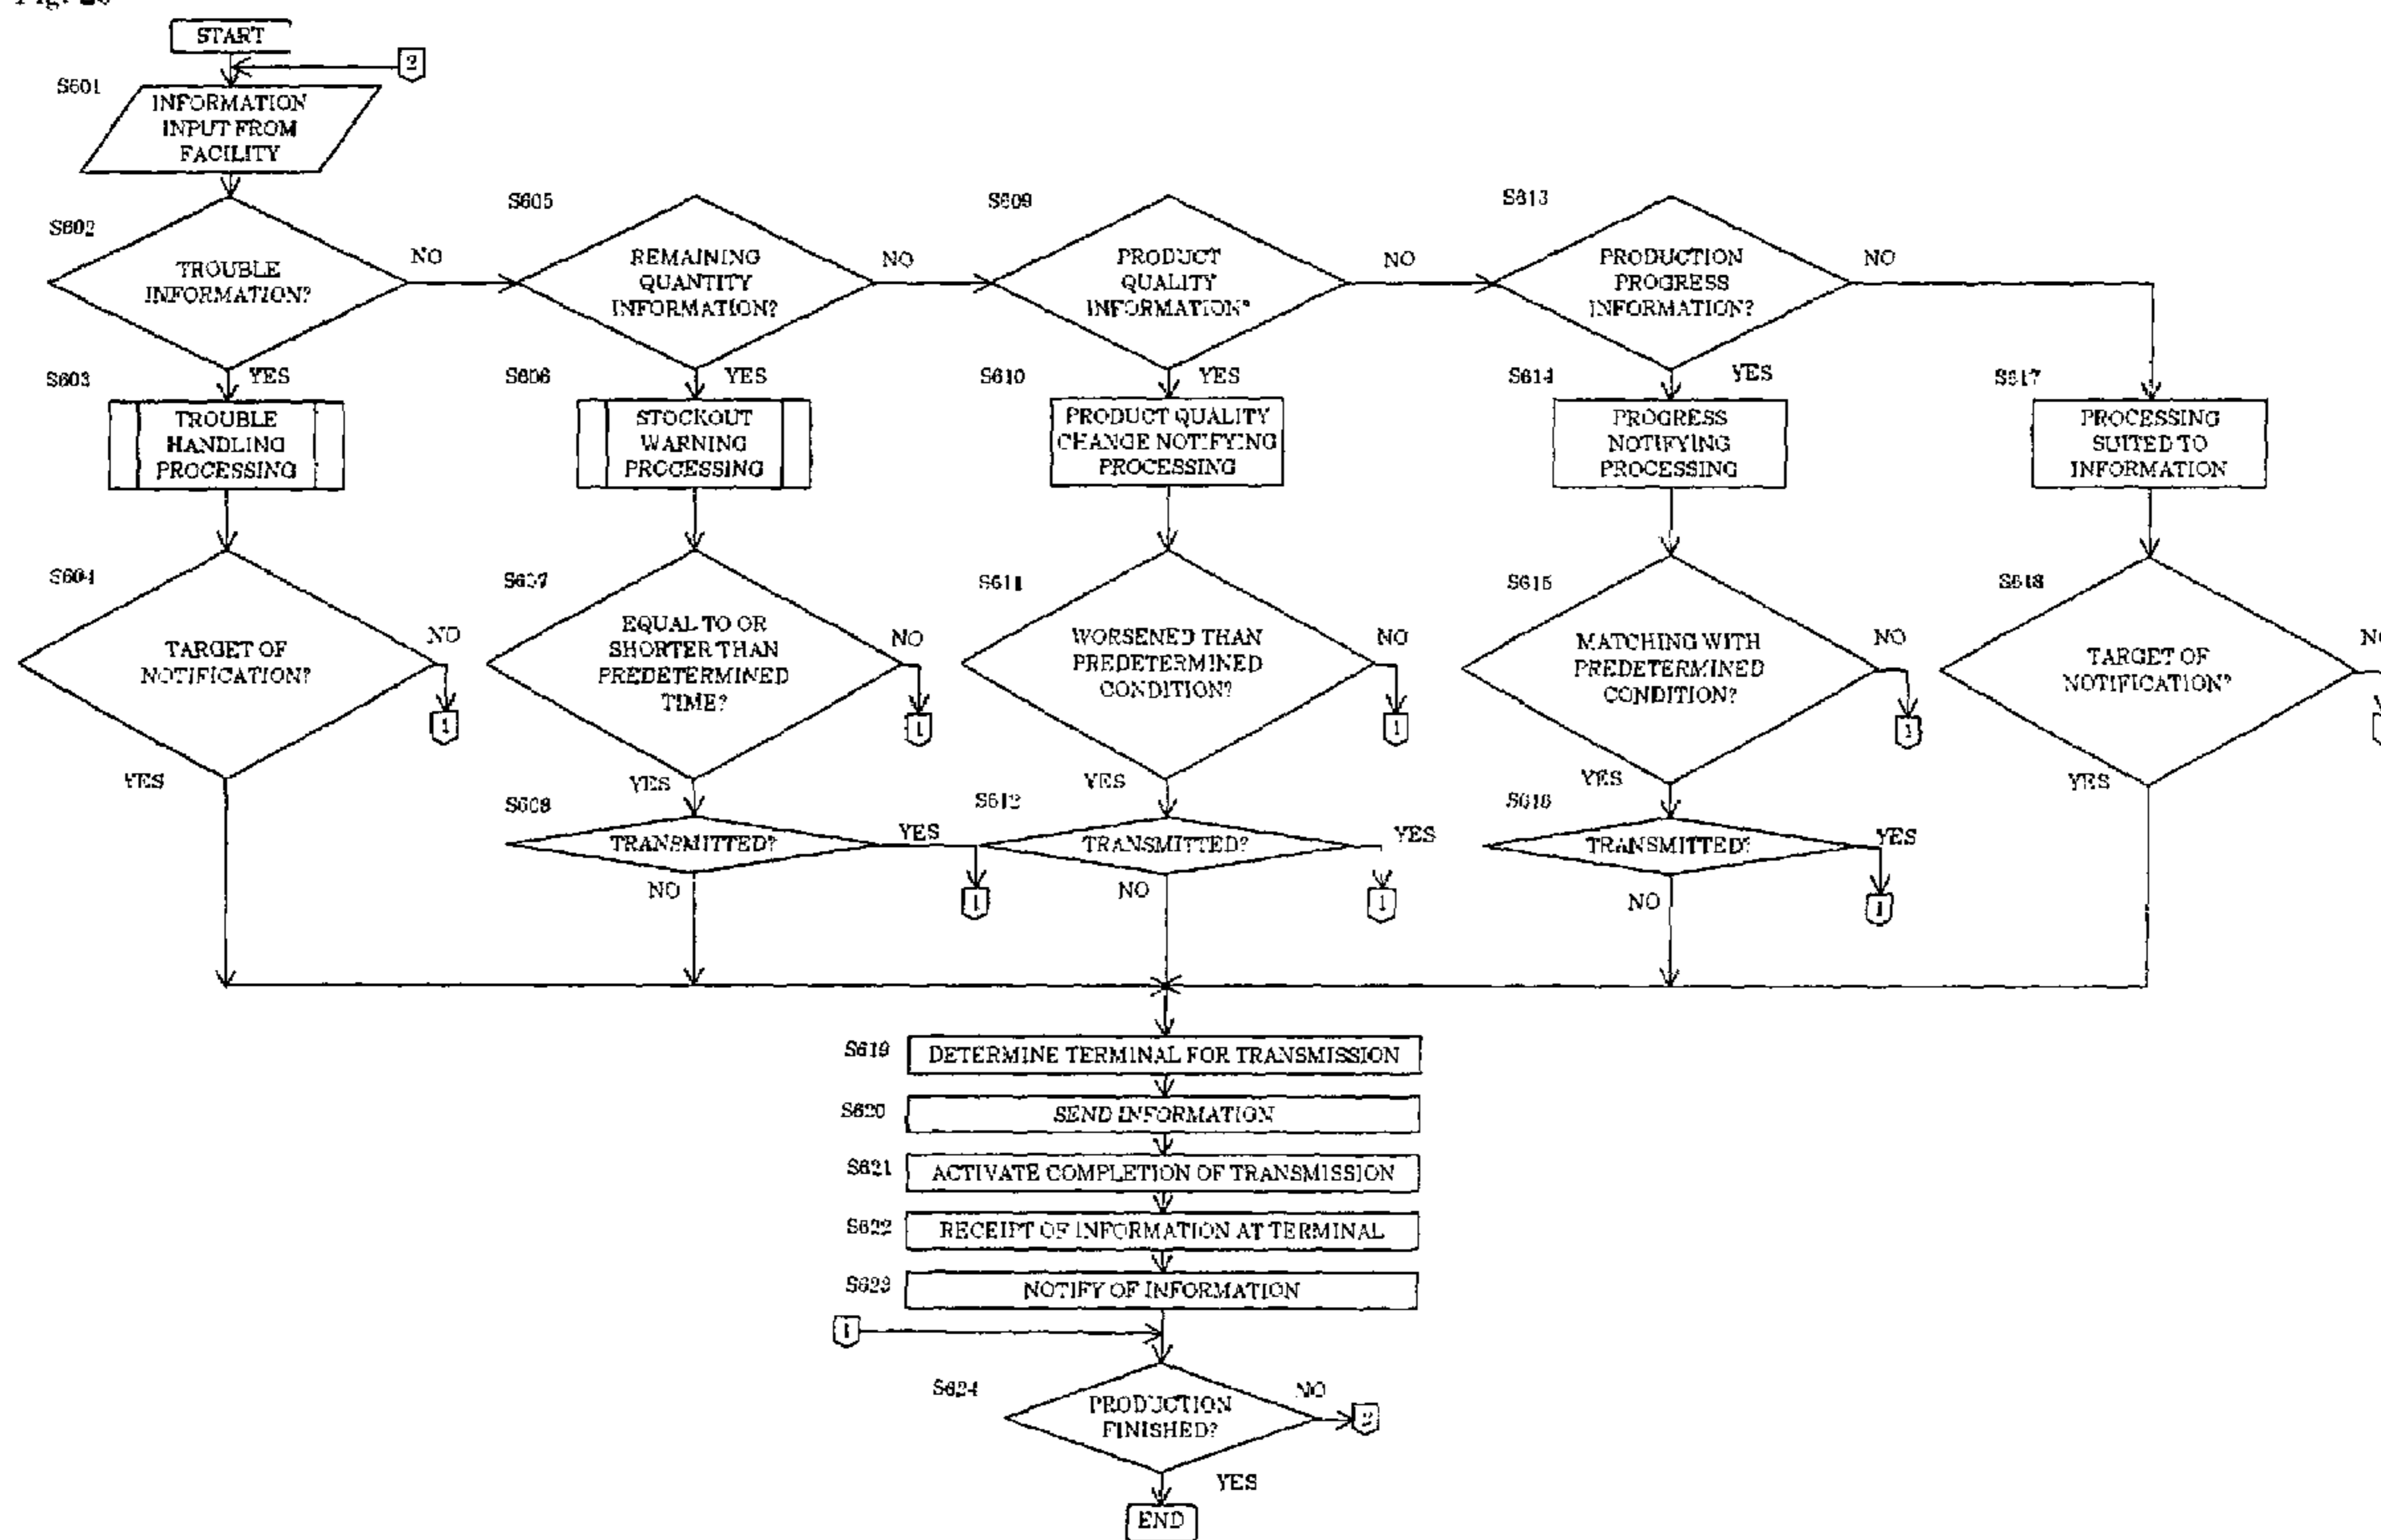 START
2
S601
INFORMATION
INPUT FROM
FACILITY
S602
TROUBLE
INFORMATION?
NO
YES
S605
REMAINING
QUANTITY
INFORMATION?
NO
YES
S609
PRODUCT
QUALITY
INFORMATION?
NO
YES
S613
PRODUCTION
PROGRESS
INFORMATION?
NO
YES
S603
TROUBLE
HANDLING
PROCESSING
S606
STOCKOUT
WARNING
PROCESSING
S610
PRODUCT QUALITY
CHANGE NOTIFYING
PROCESSING
S614
PROGRESS
NOTIFYING
PROCESSING
S617
PROCESSING
SUITED TO
INFORMATION
S604
TARGET OF
NOTIFICATION?
NO
1
YES
S607
EQUAL TO OR
SHORTER THAN
PREDETERMINED
TIME?
NO
1
YES
S611
WORSENED THAN
PREDETERMINED
CONDITION?
NO
1
YES
S615
MATCHING WITH
PREDETERMINED
CONDITION?
NO
1
YES
S618
TARGET OF
NOTIFICATION?
YES
S608
TRANSMITTED?
YES
1
NO
S612
TRANSMITTED?
YES
1
NO
S616
TRANSMITTED?
YES
1
NO
S619
DETERMINE TERMINAL FOR TRANSMISSION
S620
SEND INFORMATION
S621
ACTIVATE COMPLETION OF TRANSMISSION
S622
RECEIPT OF INFORMATION AT TERMINAL
S623
NOTIFY OF INFORMATION
1
S624
PRODUCTION
FINISHED?
NO
2
YES
END